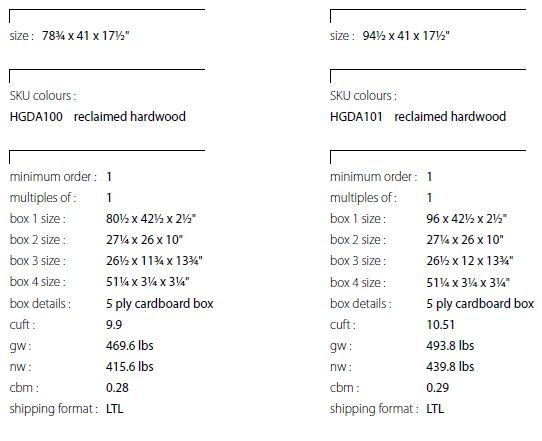 size : 78¾ x 41 x 17½"
SKU colours :
HGDA100 reclaimed hardwood
minimum order : 1
multiples of : 1
box 1 size : 80½ x 42½ x 2½"
box 2 size : 27¼ x 26 x 10"
box 3 size : 26½ x 11¾ x 13¾"
box 4 size : 51¼ x 3¼ x 3¼"
box details : 5 ply cardboard box
cuft : 9.9
gw : 469.6 lbs
nw : 415.6 lbs
cbm : 0.28
shipping format : LTL
size : 94½ x 41 x 17½"
SKU colours :
HGDA101 reclaimed hardwood
minimum order : 1
multiples of : 1
box 1 size : 96 x 42½ x 2½"
box 2 size : 27¼ x 26 x 10"
box 3 size : 26½ x 12 x 13¾"
box 4 size : 51¼ x 3¼ x 3¼"
box details : 5 ply cardboard box
cuft : 10.51
gw : 493.8 lbs
nw : 439.8 lbs
cbm : 0.29
shipping format : LTL